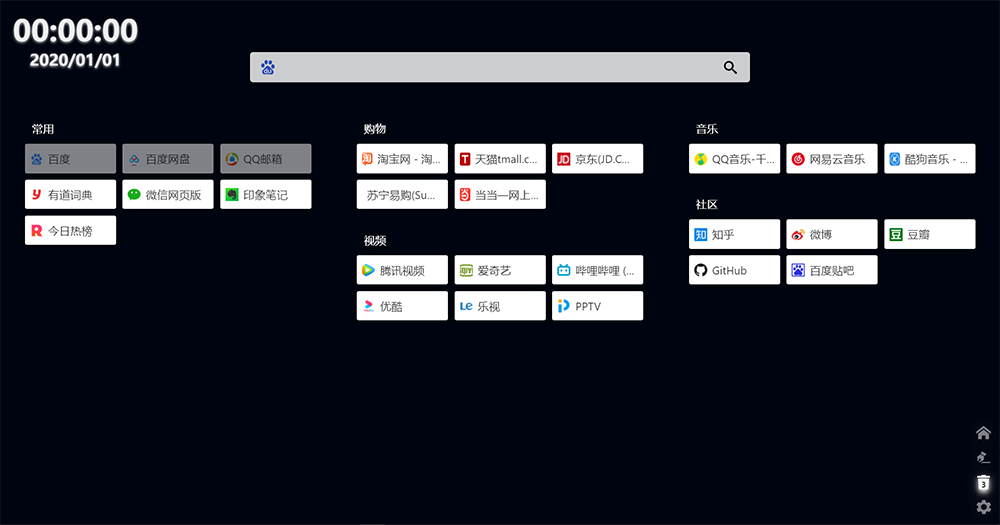 00:00:00
2020/01/01
常用
百度 百度网盘 QQ邮箱
有道词典 微信网页版 印象笔记
今日热榜
购物
淘宝网 - 淘... 天猫tmall.c... 京东(JD.C...
苏宁易购(Su... 当当—网上...
视频
腾讯视频 爱奇艺 哔哩哔哩 (...
优酷 乐视 PPTV
音乐
QQ音乐-千... 网易云音乐 酷狗音乐 - ...
社区
知乎 微博 豆瓣
GitHub 百度贴吧
3